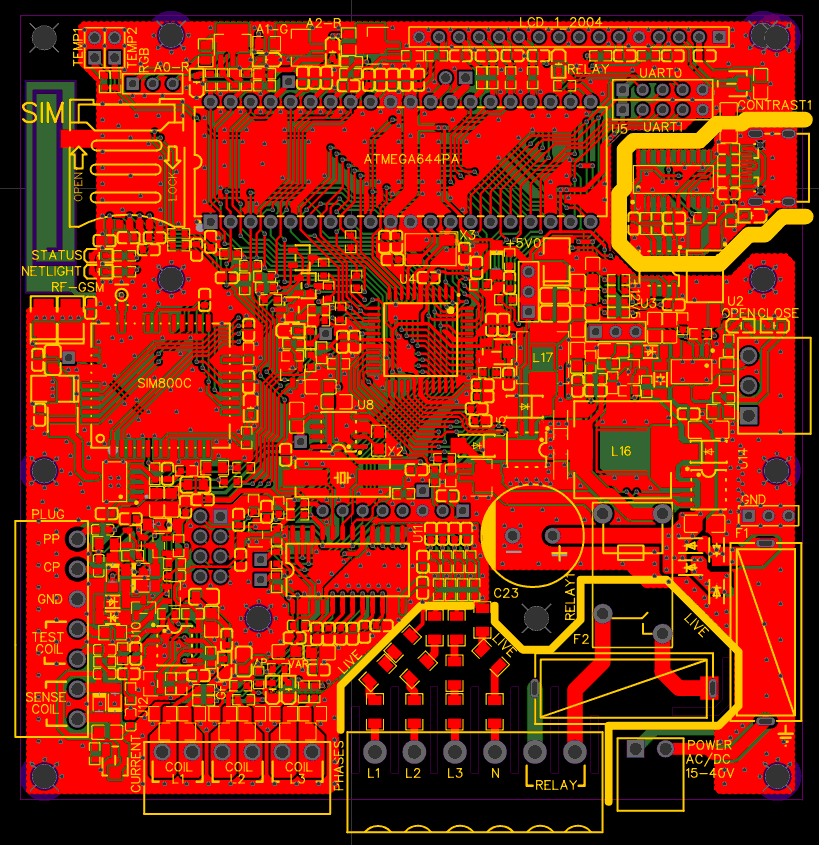 TEMP1
TEMP2
RGB
A0-R
A1-G
A2-B
LCD_1_2004
RELAY
UART0
CONTRAST1
UART1
U5
SIM
OPEN
LOCK
ATMEGA644PA
STATUS
NETLIGHT
RF-GSM
X3
+5V0
U4
U3
U2
OPEN
CLOSE
L17
SIM800C
U8
X2
L16
GND
PLUG
PP
CP
GND
TEST
COIL
SENSE
COIL
U11
C23
RELAY
F2
LIVE
LIVE
LIVE
VAR
CURRENT
COIL
L1
COIL
L2
COIL
L3
PHASES
L1
L2
L3
N
RELAY
POWER
AC/DC
15-40V